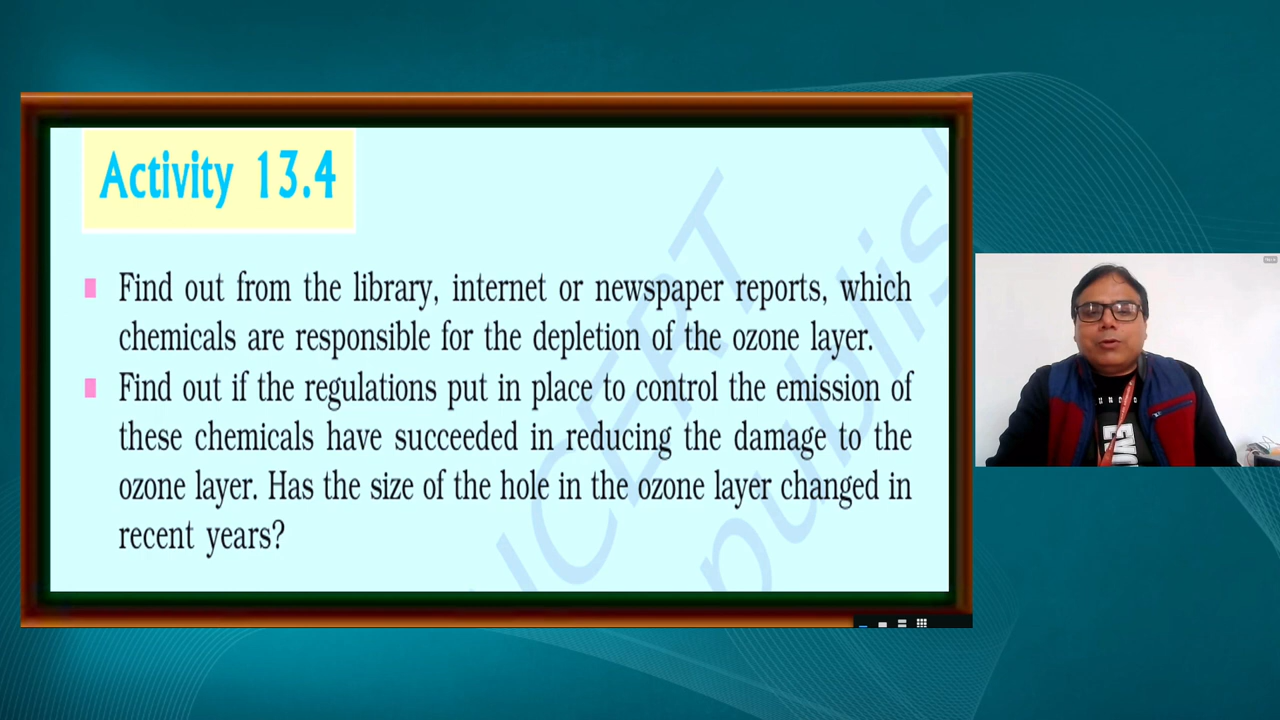 Activity 13.4
Find out from the library, internet or newspaper reports, which
chemicals are responsible for the depletion of the ozone layer.
Find out if the regulations put in place to control the emission of
these chemicals have succeeded in reducing the damage to the
ozone layer. Has the size of the hole in the ozone layer changed in
recent years?